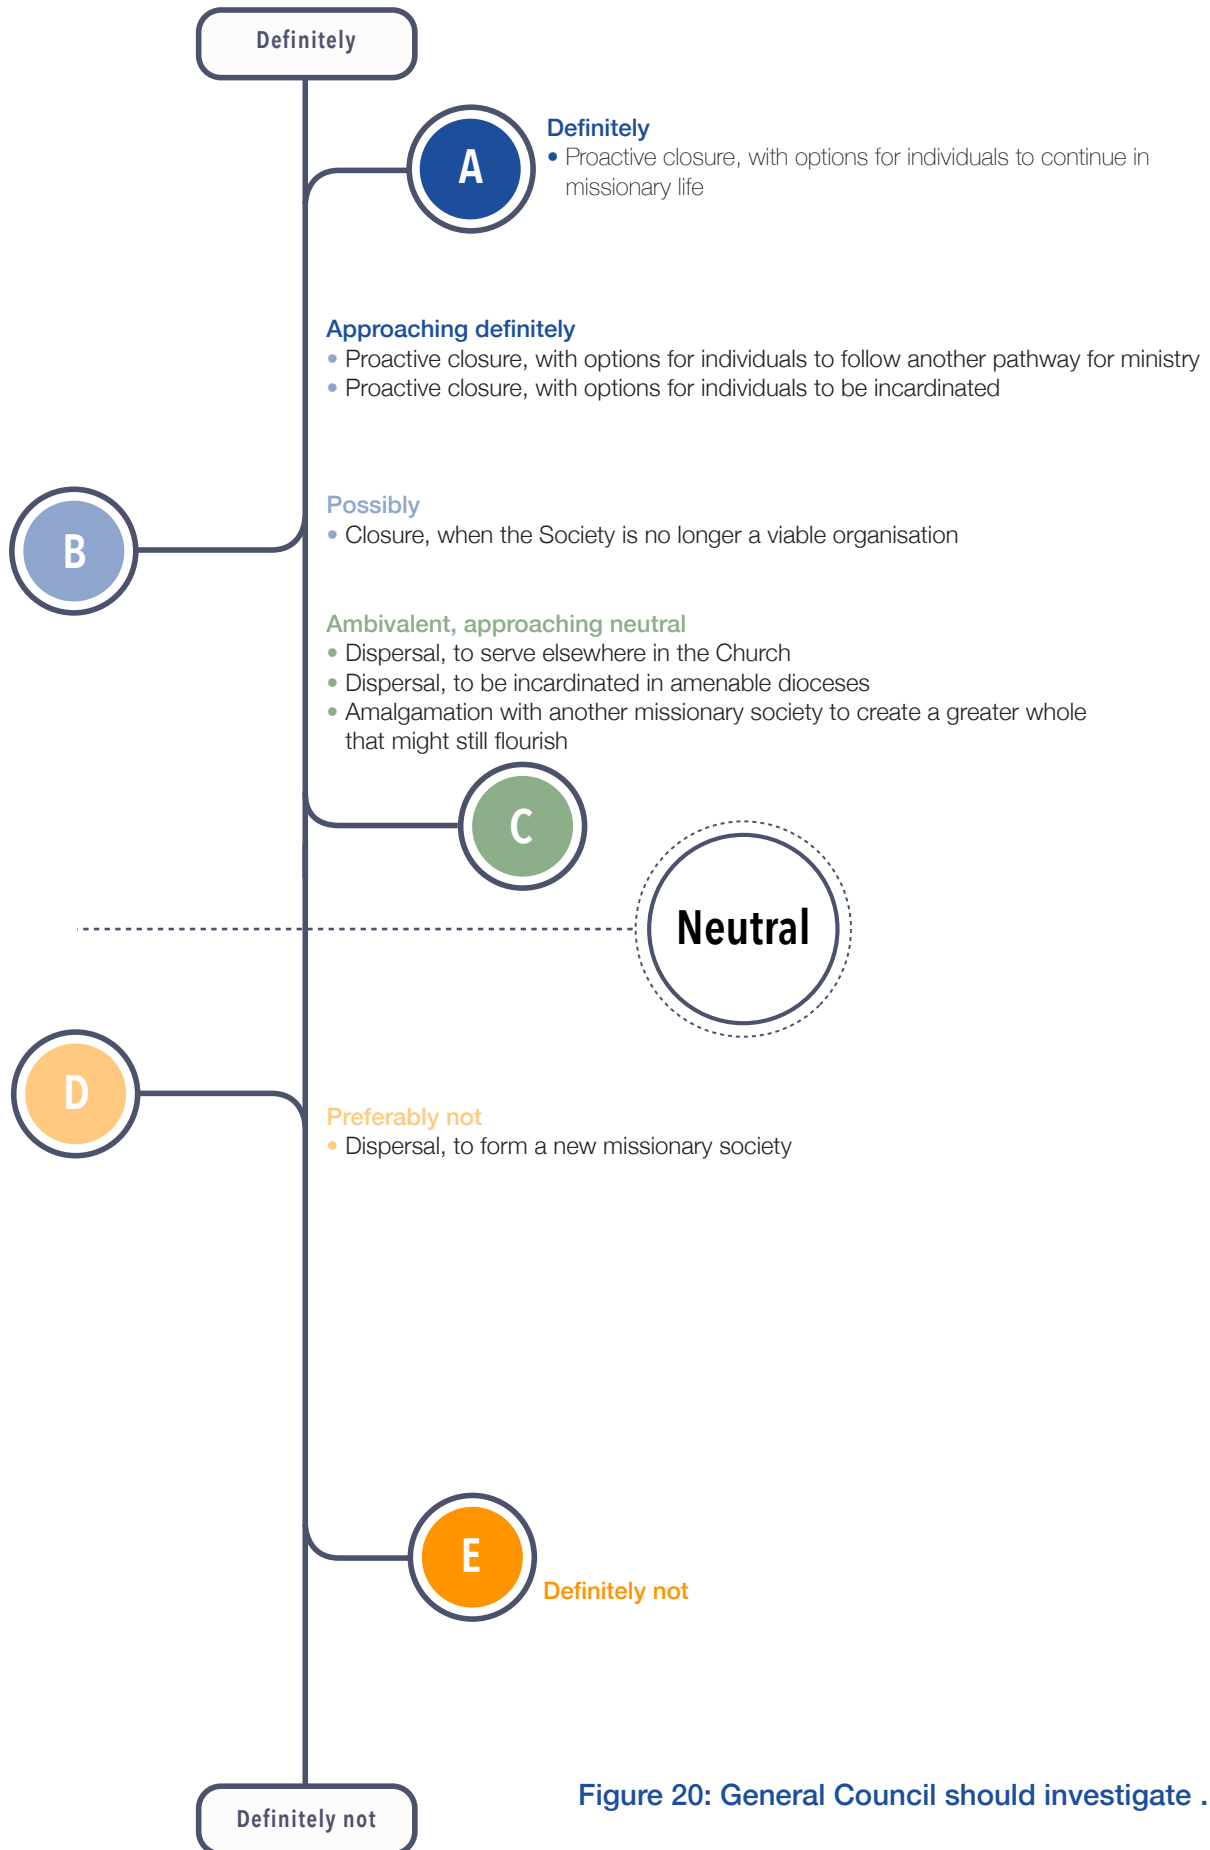 Definitely
A
Definitely
• Proactive closure, with options for individuals to continue in
missionary life
Approaching definitely
• Proactive closure, with options for individuals to follow another pathway for ministry
• Proactive closure, with options for individuals to be incardinated
B
Possibly
• Closure, when the Society is no longer a viable organisation
Ambivalent, approaching neutral
• Dispersal, to serve elsewhere in the Church
• Dispersal, to be incardinated in amenable dioceses
• Amalgamation with another missionary society to create a greater whole
that might still flourish
C
Neutral
D
Preferably not
• Dispersal, to form a new missionary society
E
Definitely not
Figure 20: General Council should investigate .
Definitely not